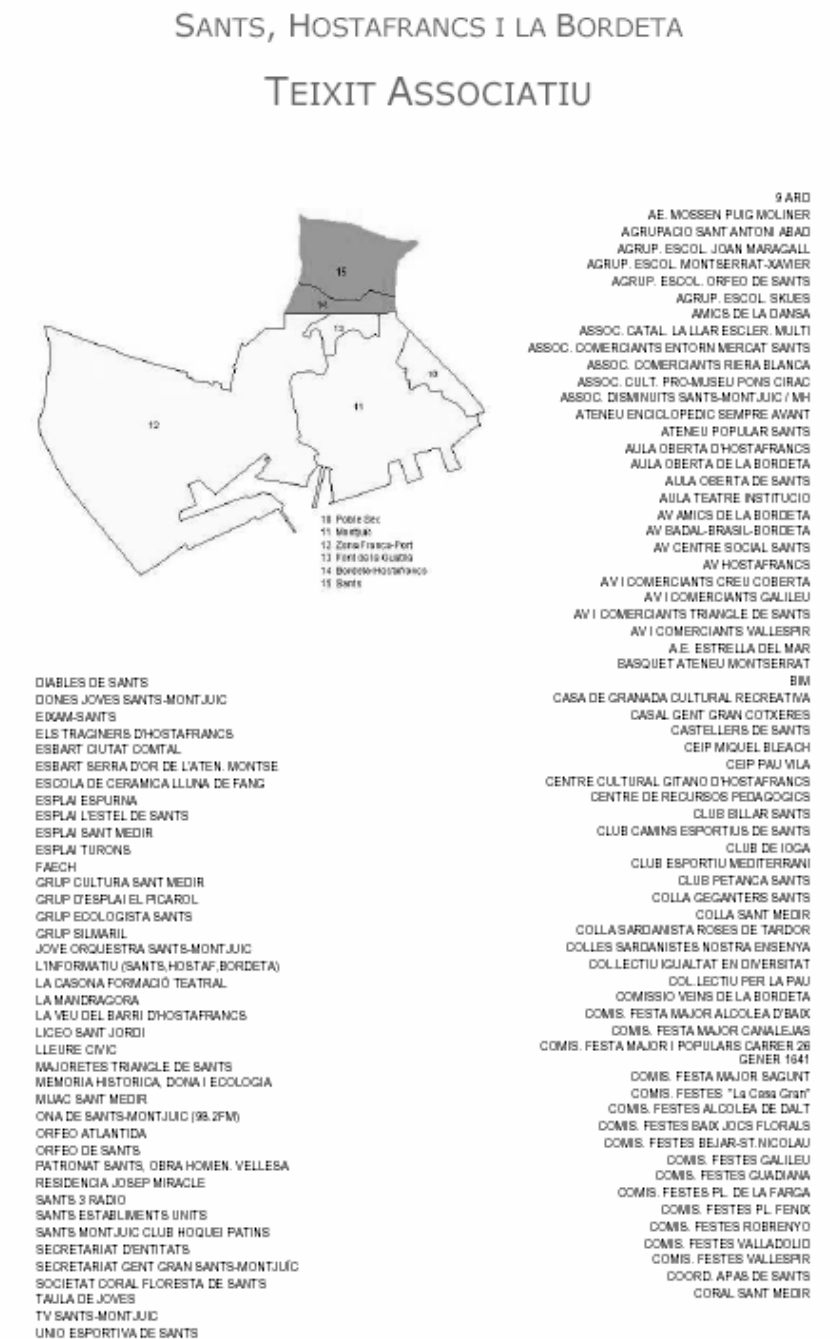 SANTS, HOSTAFRANCS I LA BORDETA
TEIXIT ASSOCIATIU
15
14
13
10
11
12
10 Poble Sec
11 Montjuïc
12 Zona Franca-Port
13 Font de la Guatlla
14 Bordeta-Hostafrancs
15 Sants
9 ARO
AE. MOSSEN PUIG MOLINER
AGRUPACIO SANT ANTONI ABAD
AGRUP. ESCOL. JOAN MARAGALL
AGRUP. ESCOL. MONTSERRAT-XAVIER
AGRUP. ESCOL. ORFEO DE SANTS
AGRUP. ESCOL. SKUES
AMICS DE LA DANSA
ASSOC. CATAL. LA LLAR ESCLER. MULTI
ASSOC. COMERCIANTS ENTORN MERCAT SANTS
ASSOC. COMERCIANTS RIERA BLANCA
ASSOC. CULT. PRO-MUSEU PONS CIRAC
ASSOC. DISMINUITS SANTS-MONTJUIC / MH
ATENEU ENCICLOPEDIC SEMPRE AVANT
ATENEU POPULAR SANTS
AULA OBERTA D'HOSTAFRANCS
AULA OBERTA DE LA BORDETA
AULA OBERTA DE SANTS
AULA TEATRE INSTITUCIO
AV AMICS DE LA BORDETA
AV BADAL-BRASIL-BORDETA
AV CENTRE SOCIAL SANTS
AV HOSTAFRANCS
AV I COMERCIANTS CREU COBERTA
AV I COMERCIANTS GALILEU
AV I COMERCIANTS TRIANGLE DE SANTS
AV I COMERCIANTS VALLESPIR
A.E. ESTRELLA DEL MAR
BASQUET ATENEU MONTSERRAT
BIM
CASA DE GRANADA CULTURAL RECREATIVA
CASAL GENT GRAN COTXERES
CASTELLERS DE SANTS
CEIP MIQUEL BLEACH
CEIP PAU VILA
CENTRE CULTURAL GITANO D'HOSTAFRANCS
CENTRE DE RECURSOS PEDAGOGICS
CLUB BILLAR SANTS
CLUB CAMINS ESPORTIUS DE SANTS
CLUB DE IOGA
CLUB ESPORTIU MEDITERRANI
CLUB PETANCA SANTS
COLLA GEGANTERS SANTS
COLLA SANT MEDIR
COLLA SARDANISTA ROSES DE TARDOR
COLLES SARDANISTES NOSTRA ENSENYA
COL.LECTIU IGUALTAT EN DIVERSITAT
COL.LECTIU PER LA PAU
COMISSIO VEINS DE LA BORDETA
COMIS. FESTA MAJOR ALCOLEA D'BAIX
COMIS. FESTA MAJOR CANALEJAS
COMIS. FESTA MAJOR I POPULARS CARRER 26
GENER 1641
COMIS. FESTA MAJOR SAGUNT
COMIS. FESTES "La Casa Gran"
COMIS. FESTES ALCOLEA DE DALT
COMIS. FESTES BAIX JOCS FLORALS
COMIS. FESTES BEJAR-ST.NICOLAU
COMIS. FESTES GALILEU
COMIS. FESTES GUADIANA
COMIS. FESTES PL. DE LA FARGA
COMIS. FESTES PL. FENIX
COMIS. FESTES ROBRENYO
COMIS. FESTES VALLADOLID
COMIS. FESTES VALLESPIR
COORD. APAS DE SANTS
CORAL SANT MEDIR
DIABLES DE SANTS
DONES JOVES SANTS-MONTJUIC
EIXAM-SANTS
ELS TRAGINERS D'HOSTAFRANCS
ESBART CIUTAT COMTAL
ESBART SERRA D'OR DE L'ATEN. MONTSE
ESCOLA DE CERAMICA LLUNA DE FANG
ESPLAI ESPURNA
ESPLAI L'ESTEL DE SANTS
ESPLAI SANT MEDIR
ESPLAI TURONS
FAECH
GRUP CULTURA SANT MEDIR
GRUP D'ESPLAI EL PICAROL
GRUP ECOLOGISTA SANTS
GRUP SILMARIL
JOVE ORQUESTRA SANTS-MONTJUIC
L'INFORMATIU (SANTS,HOSTAF,BORDETA)
LA CASONA FORMACIÓ TEATRAL
LA MANDRAGORA
LA VEU DEL BARRI D'HOSTAFRANCS
LICEO SANT JORDI
LLEURE CIVIC
MAJORETES TRIANGLE DE SANTS
MEMORIA HISTORICA, DONA I ECOLOGIA
MIJAC SANT MEDIR
ONA DE SANTS-MONTJUIC (98.2FM)
ORFEO ATLANTIDA
ORFEO DE SANTS
PATRONAT SANTS, OBRA HOMEN. VELLESA
RESIDENCIA JOSEP MIRACLE
SANTS 3 RADIO
SANTS ESTABLIMENTS UNITS
SANTS MONTJUIC CLUB HOQUEI PATINS
SECRETARIAT D'ENTITATS
SECRETARIAT GENT GRAN SANTS-MONTJUÏC
SOCIETAT CORAL FLORESTA DE SANTS
TAULA DE JOVES
TV SANTS-MONTJUIC
UNIO ESPORTIVA DE SANTS